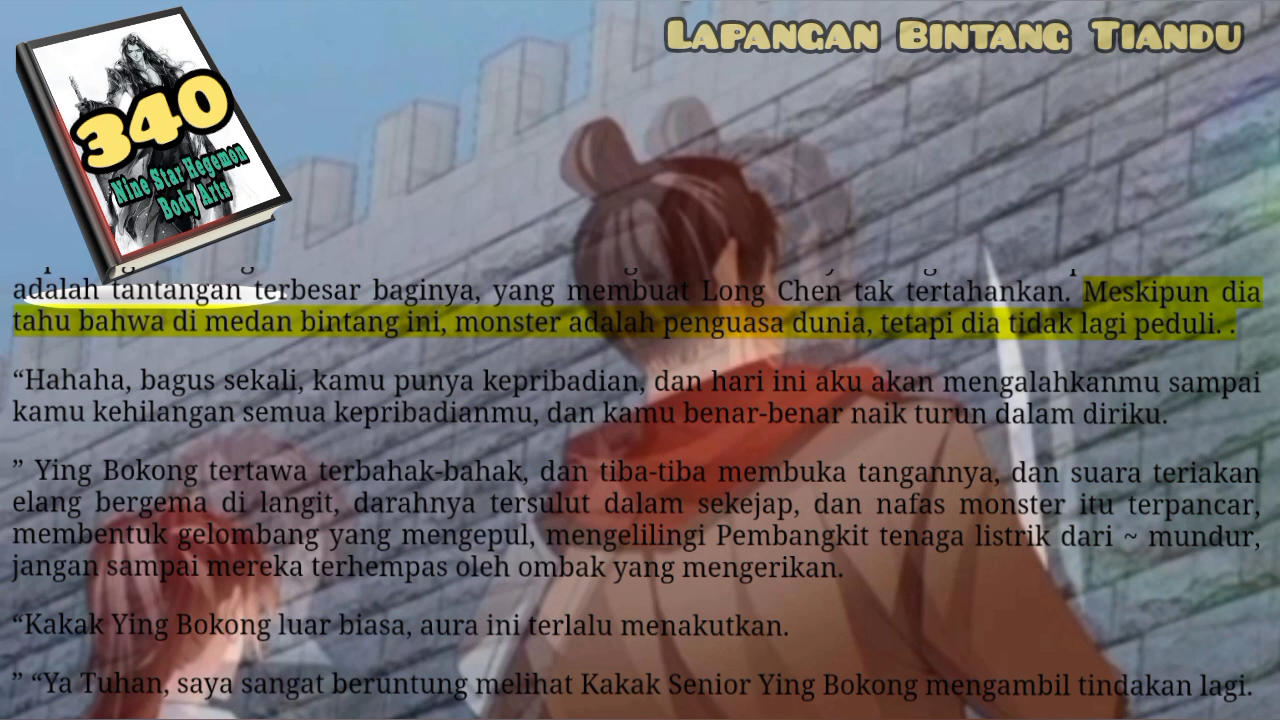 Lapangan Bintang Tiandu
340
Nine Star Hegemon
Body Arts
adalah tantangan terbesar baginya, yang membuat Long Chen tak tertahankan. Meskipun dia
tahu bahwa di medan bintang ini, monster adalah penguasa dunia, tetapi dia tidak lagi peduli. .
“Hahaha, bagus sekali, kamu punya kepribadian, dan hari ini aku akan mengalahkanmu sampai
kamu kehilangan semua kepribadianmu, dan kamu benar-benar naik turun dalam diriku.
” Ying Bokong tertawa terbahak-bahak, dan tiba-tiba membuka tangannya, dan suara teriakan
elang bergema di langit, darahnya tersulut dalam sekejap, dan nafas monster itu terpancar,
membentuk gelombang yang mengepul, mengelilingi Pembangkit tenaga listrik dari ~ mundur,
jangan sampai mereka terhempas oleh ombak yang mengerikan.
“Kakak Ying Bokong luar biasa, aura ini terlalu menakutkan.
” “Ya Tuhan, saya sangat beruntung melihat Kakak Senior Ying Bokong mengambil tindakan lagi.